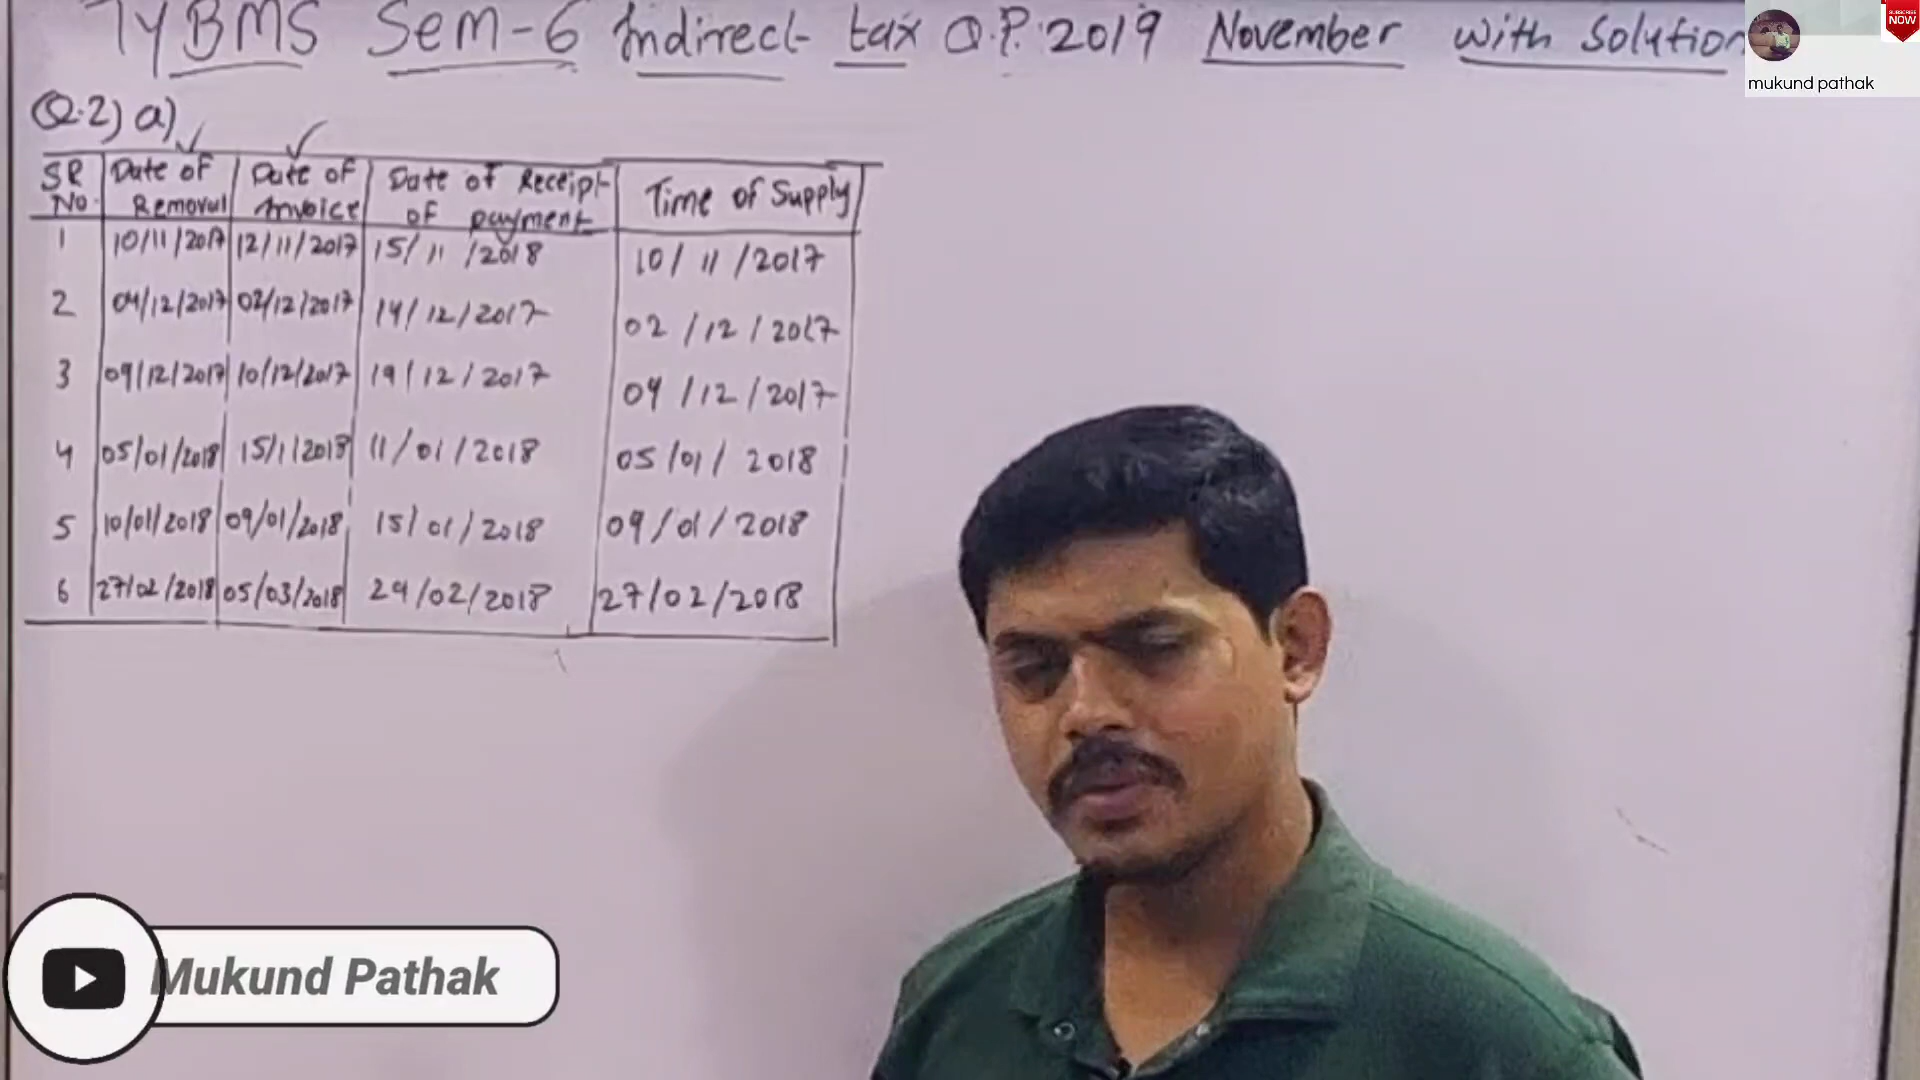 TYBMS Sem-6 Indirect tax Q.P. 2019 November with Solution
SUBSCRIBE NOW
mukund pathak
Q.2) a)
SR No. Date of Removal Date of Invoice Date of Receipt of payment Time of Supply
1 10/11/2017 12/11/2017 15/11/2018 10/11/2017
2 04/12/2017 02/12/2017 14/12/2017 02/12/2017
3 09/12/2017 10/12/2017 19/12/2017 09/12/2017
4 05/01/2018 15/1/2018 11/01/2018 05/01/2018
5 10/01/2018 09/01/2018 15/01/2018 09/01/2018
6 27/02/2018 05/03/2018 29/02/2018 27/02/2018
Mukund Pathak